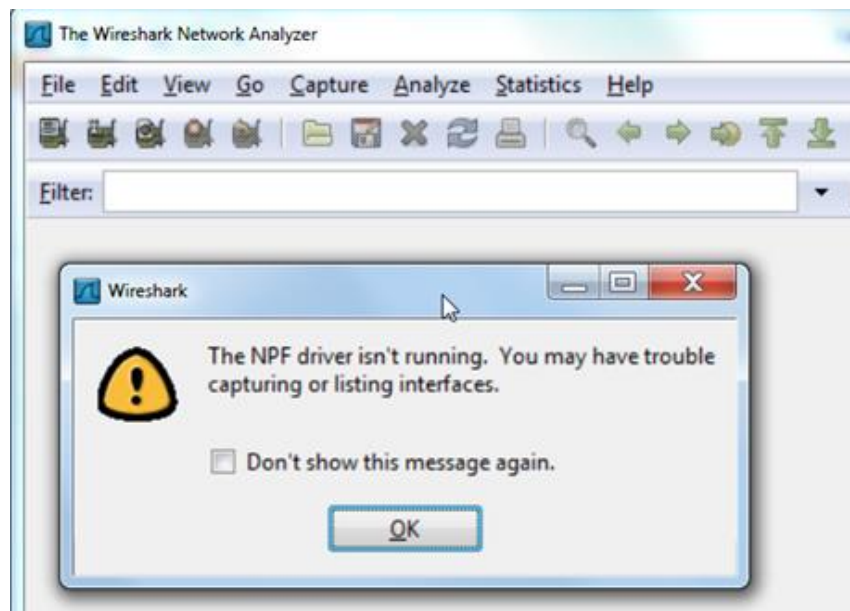 The Wireshark Network Analyzer
File Edit View Go Capture Analyze Statistics Help
Filter:
Wireshark
The NPF driver isn't running. You may have trouble
capturing or listing interfaces.
Don't show this message again.
OK